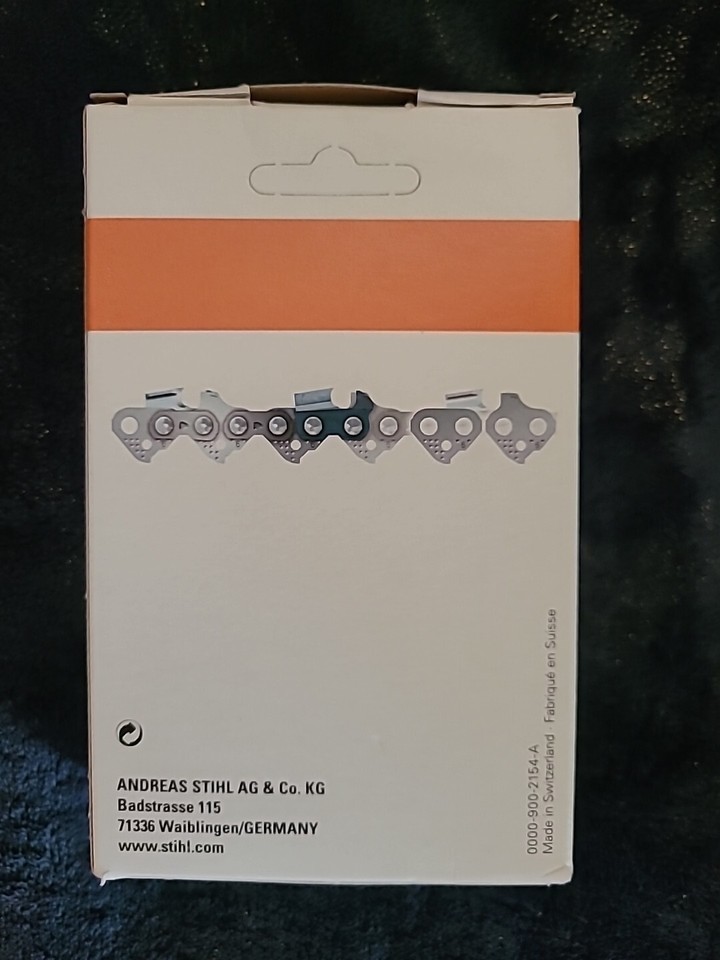 ANDREAS STIHL AG & Co. KG
Badstrasse 115
71336 Waiblingen/GERMANY
www.stihl.com
0000-900-2154-A
Made in Switzerland · Fabriqué en Suisse